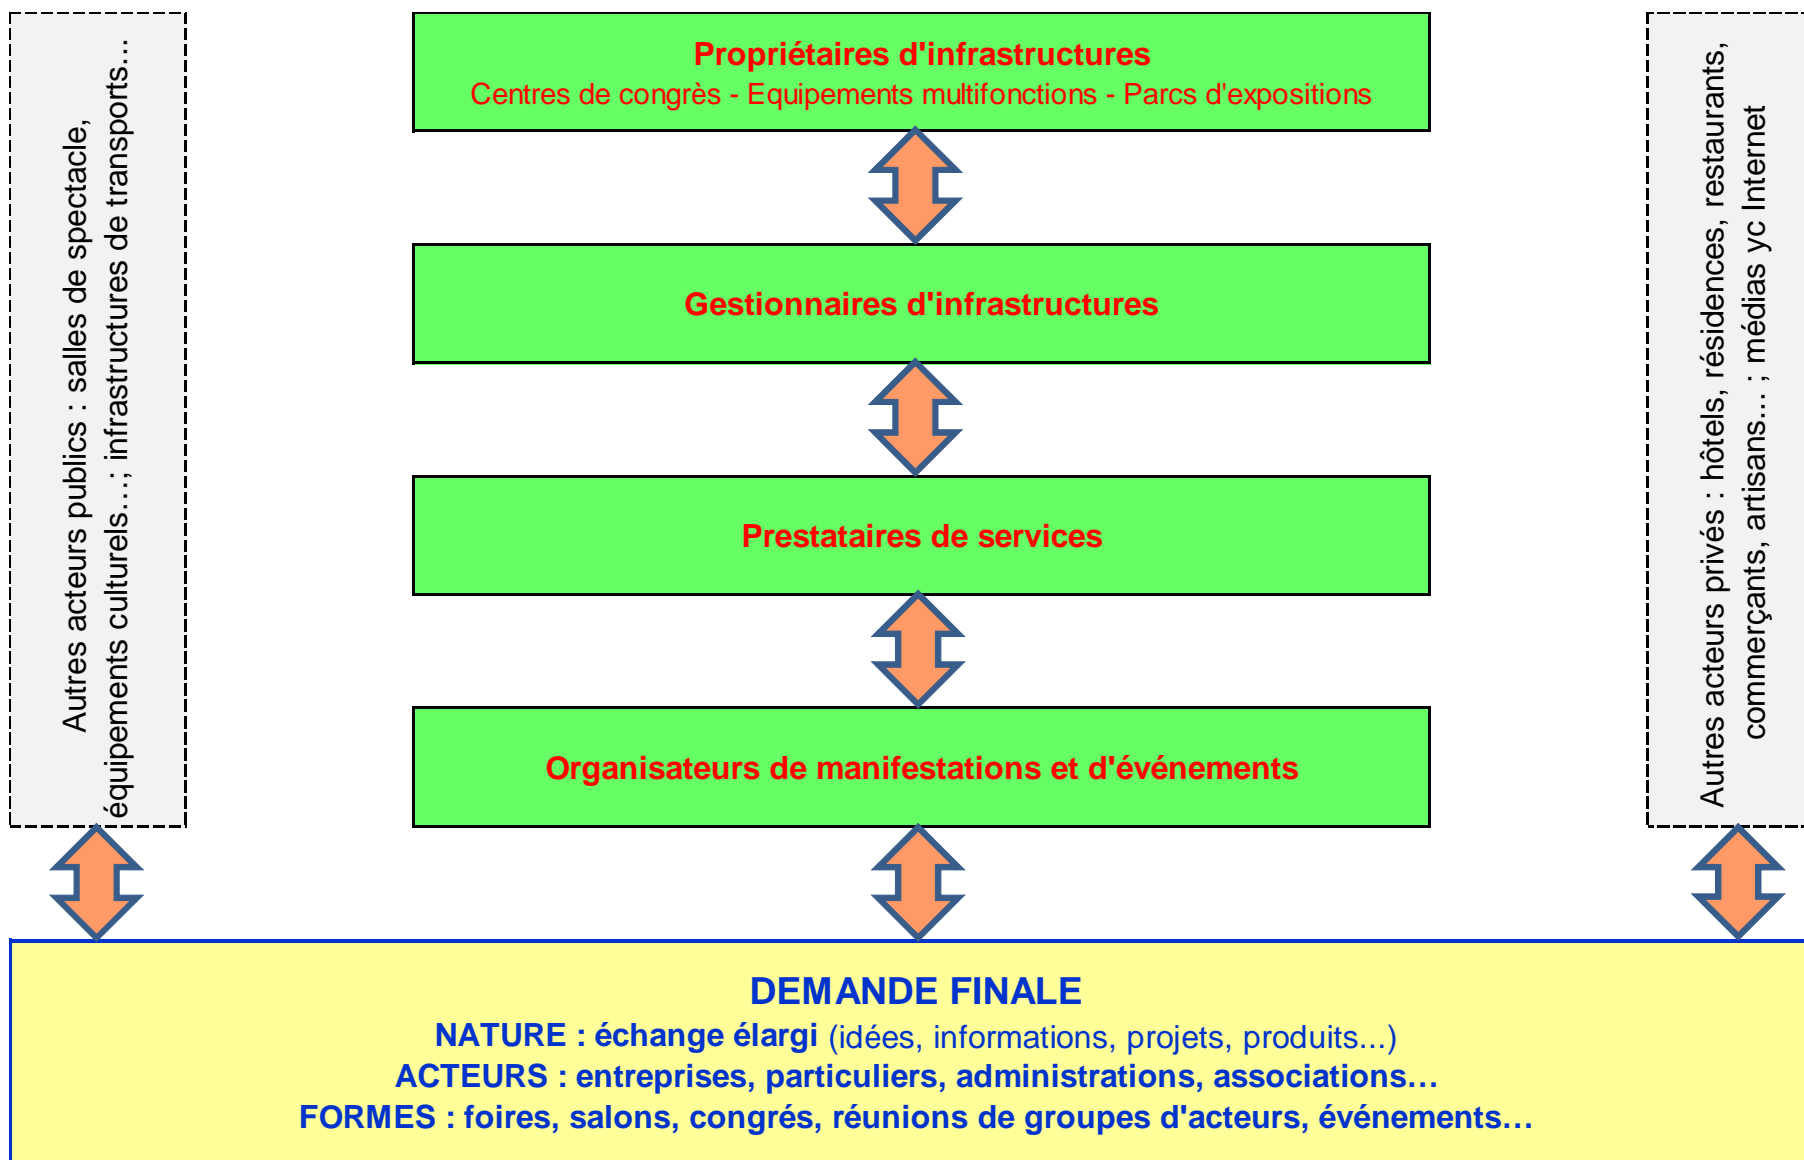 Autres acteurs publics : salles de spectacle,
équipements culturels...; infrastructures de transports...
Propriétaires d'infrastructures
Centres de congrès - Equipements multifonctions - Parcs d'expositions
Gestionnaires d'infrastructures
Prestataires de services
Organisateurs de manifestations et d'événements
Autres acteurs privés : hôtels, résidences, restaurants,
commerçants, artisans... ; médias yc Internet
DEMANDE FINALE
NATURE : échange élargi (idées, informations, projets, produits...)
ACTEURS : entreprises, particuliers, administrations, associations...
FORMES : foires, salons, congrés, réunions de groupes d'acteurs, événements...